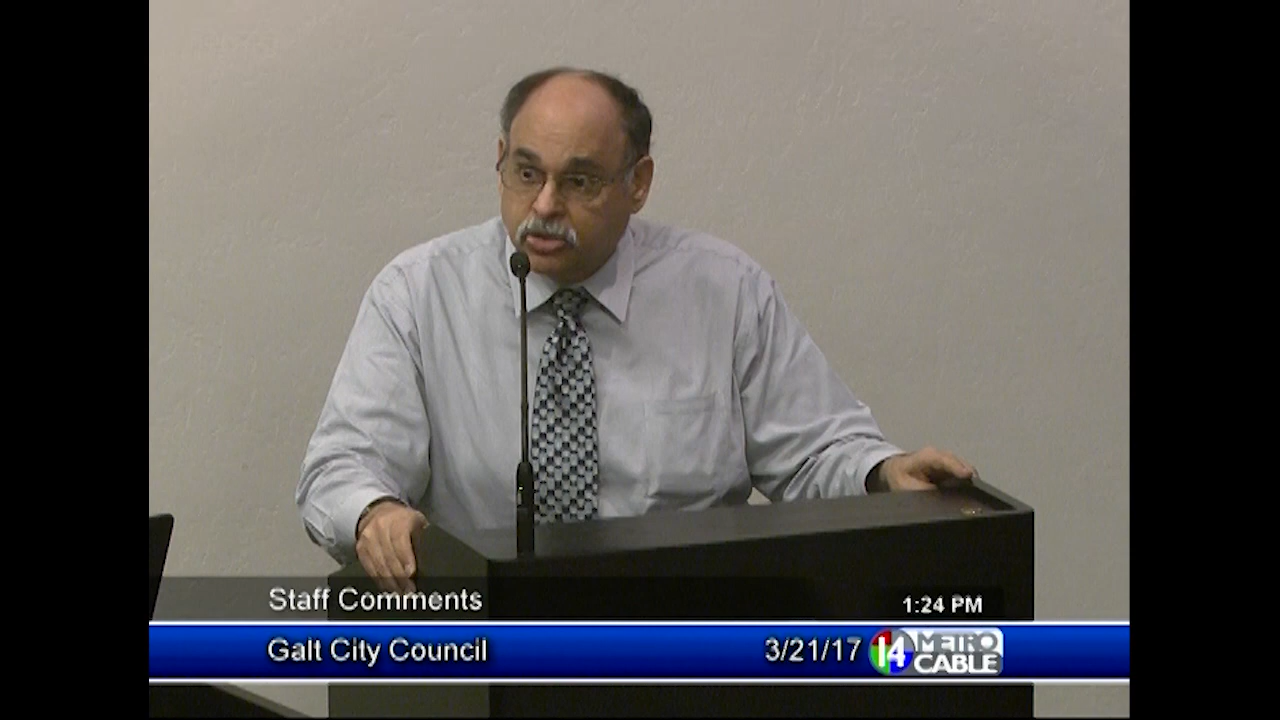 Staff Comments
1:24 PM
Galt City Council
3/21/17
14 METRO
CABLE